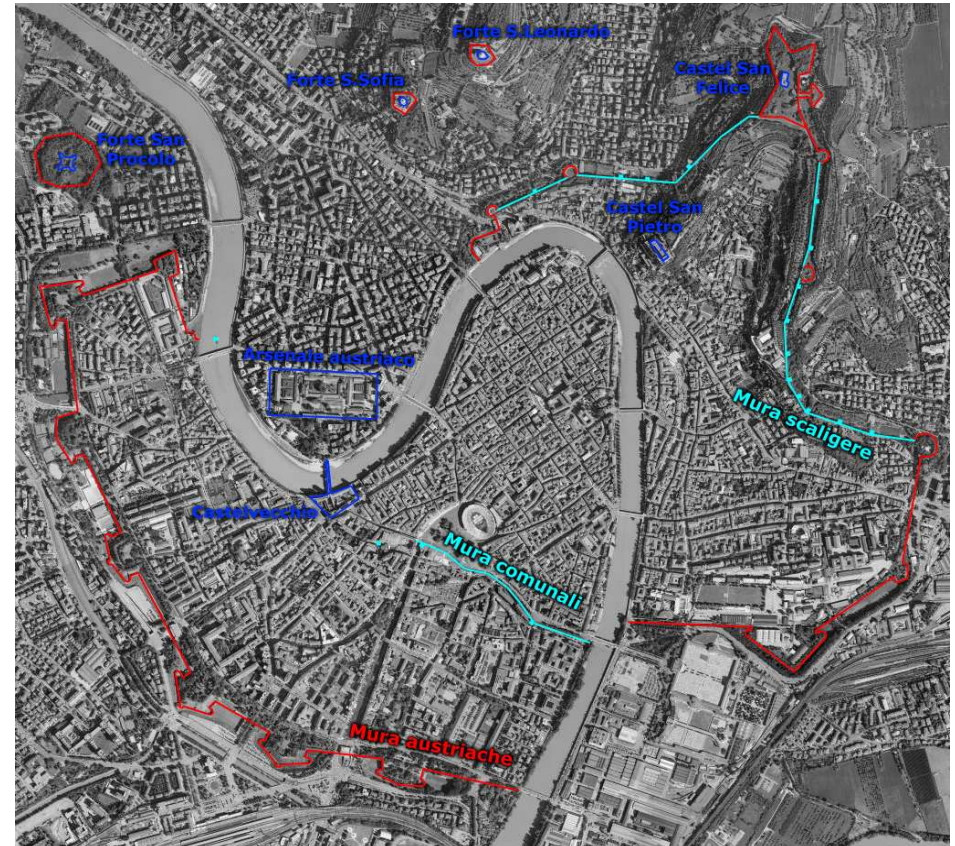 Forte S.Leonardo
Forte S.Sofia
Castel San
Felice
Forte San
Procolo
Castel San
Pietro
Arsenale austriaco
Mura scaligere
Castelvecchio
Mura comunali
Mura austriache